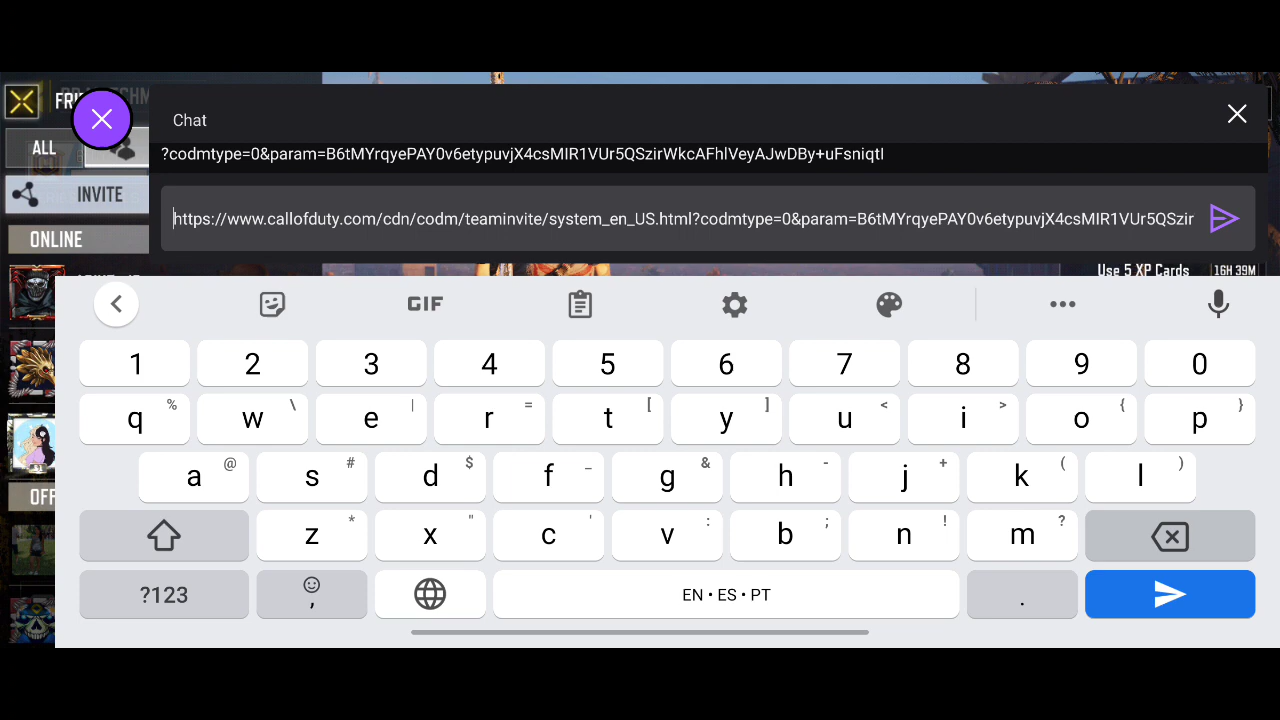 FRI
Chat
?codmtype=0&param=B6tMYrqyePAY0v6etypuvjX4csMIR1VUr5QSzirWkcAFhlVeyAJwDBy+uFsniqtI
ALL
https://www.callofduty.com/cdn/codm/teaminvite/system_en_US.html?codmtype=0&param=B6tMYrqyePAY0v6etypuvjX4csMIR1VUr5QSzir
INVITE
ONLINE
Use 5 XP Cards 16H 39M
GIF
1 2 3 4 5 6 7 8 9 0
q % w \ e | r = t [ y ] u < i > o { p }
a @ s # d $ f _ g & h - j + k ( l )
OFF
z * x " c ' v : b ; n ! m ?
?123 , EN • ES • PT .